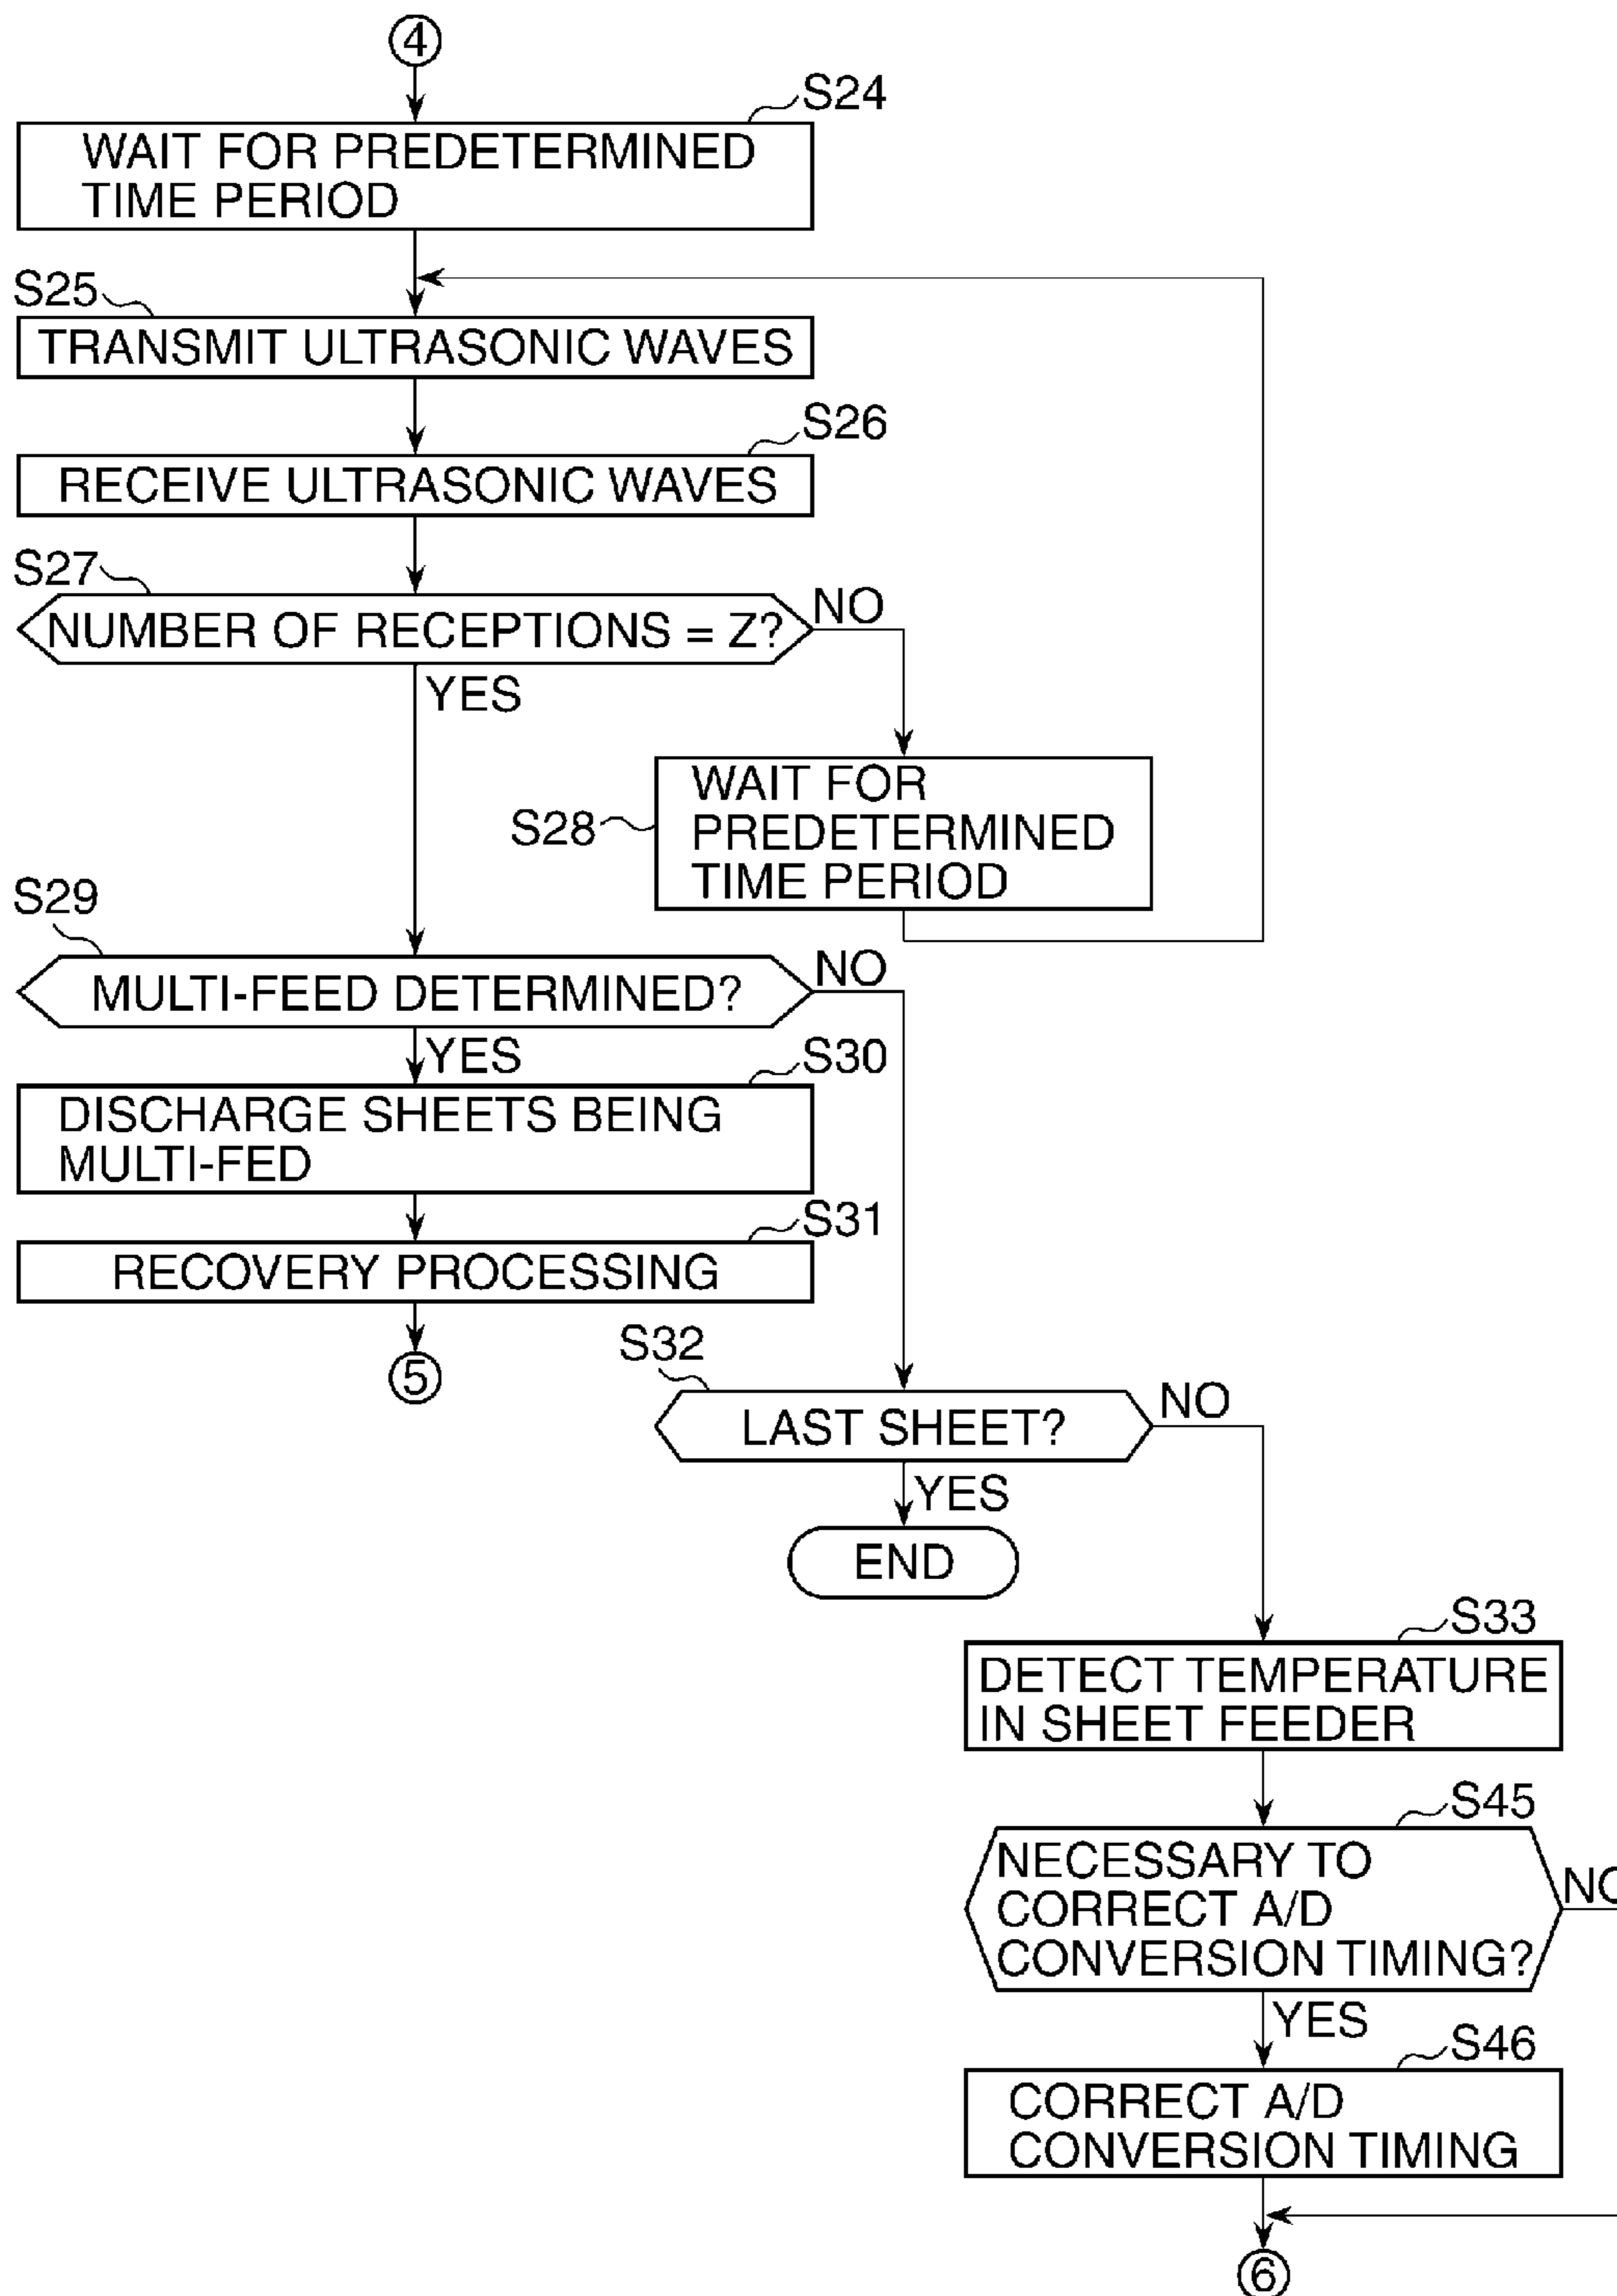 ④
S24
WAIT FOR PREDETERMINED
TIME PERIOD
S25
TRANSMIT ULTRASONIC WAVES
S26
RECEIVE ULTRASONIC WAVES
S27
NUMBER OF RECEPTIONS = Z?
NO
YES
S28
WAIT FOR
PREDETERMINED
TIME PERIOD
S29
MULTI-FEED DETERMINED?
NO
YES
S30
DISCHARGE SHEETS BEING
MULTI-FED
S31
RECOVERY PROCESSING
⑤
S32
LAST SHEET?
NO
YES
END
S33
DETECT TEMPERATURE
IN SHEET FEEDER
S45
NECESSARY TO
CORRECT A/D
CONVERSION TIMING?
NO
YES
S46
CORRECT A/D
CONVERSION TIMING
⑥